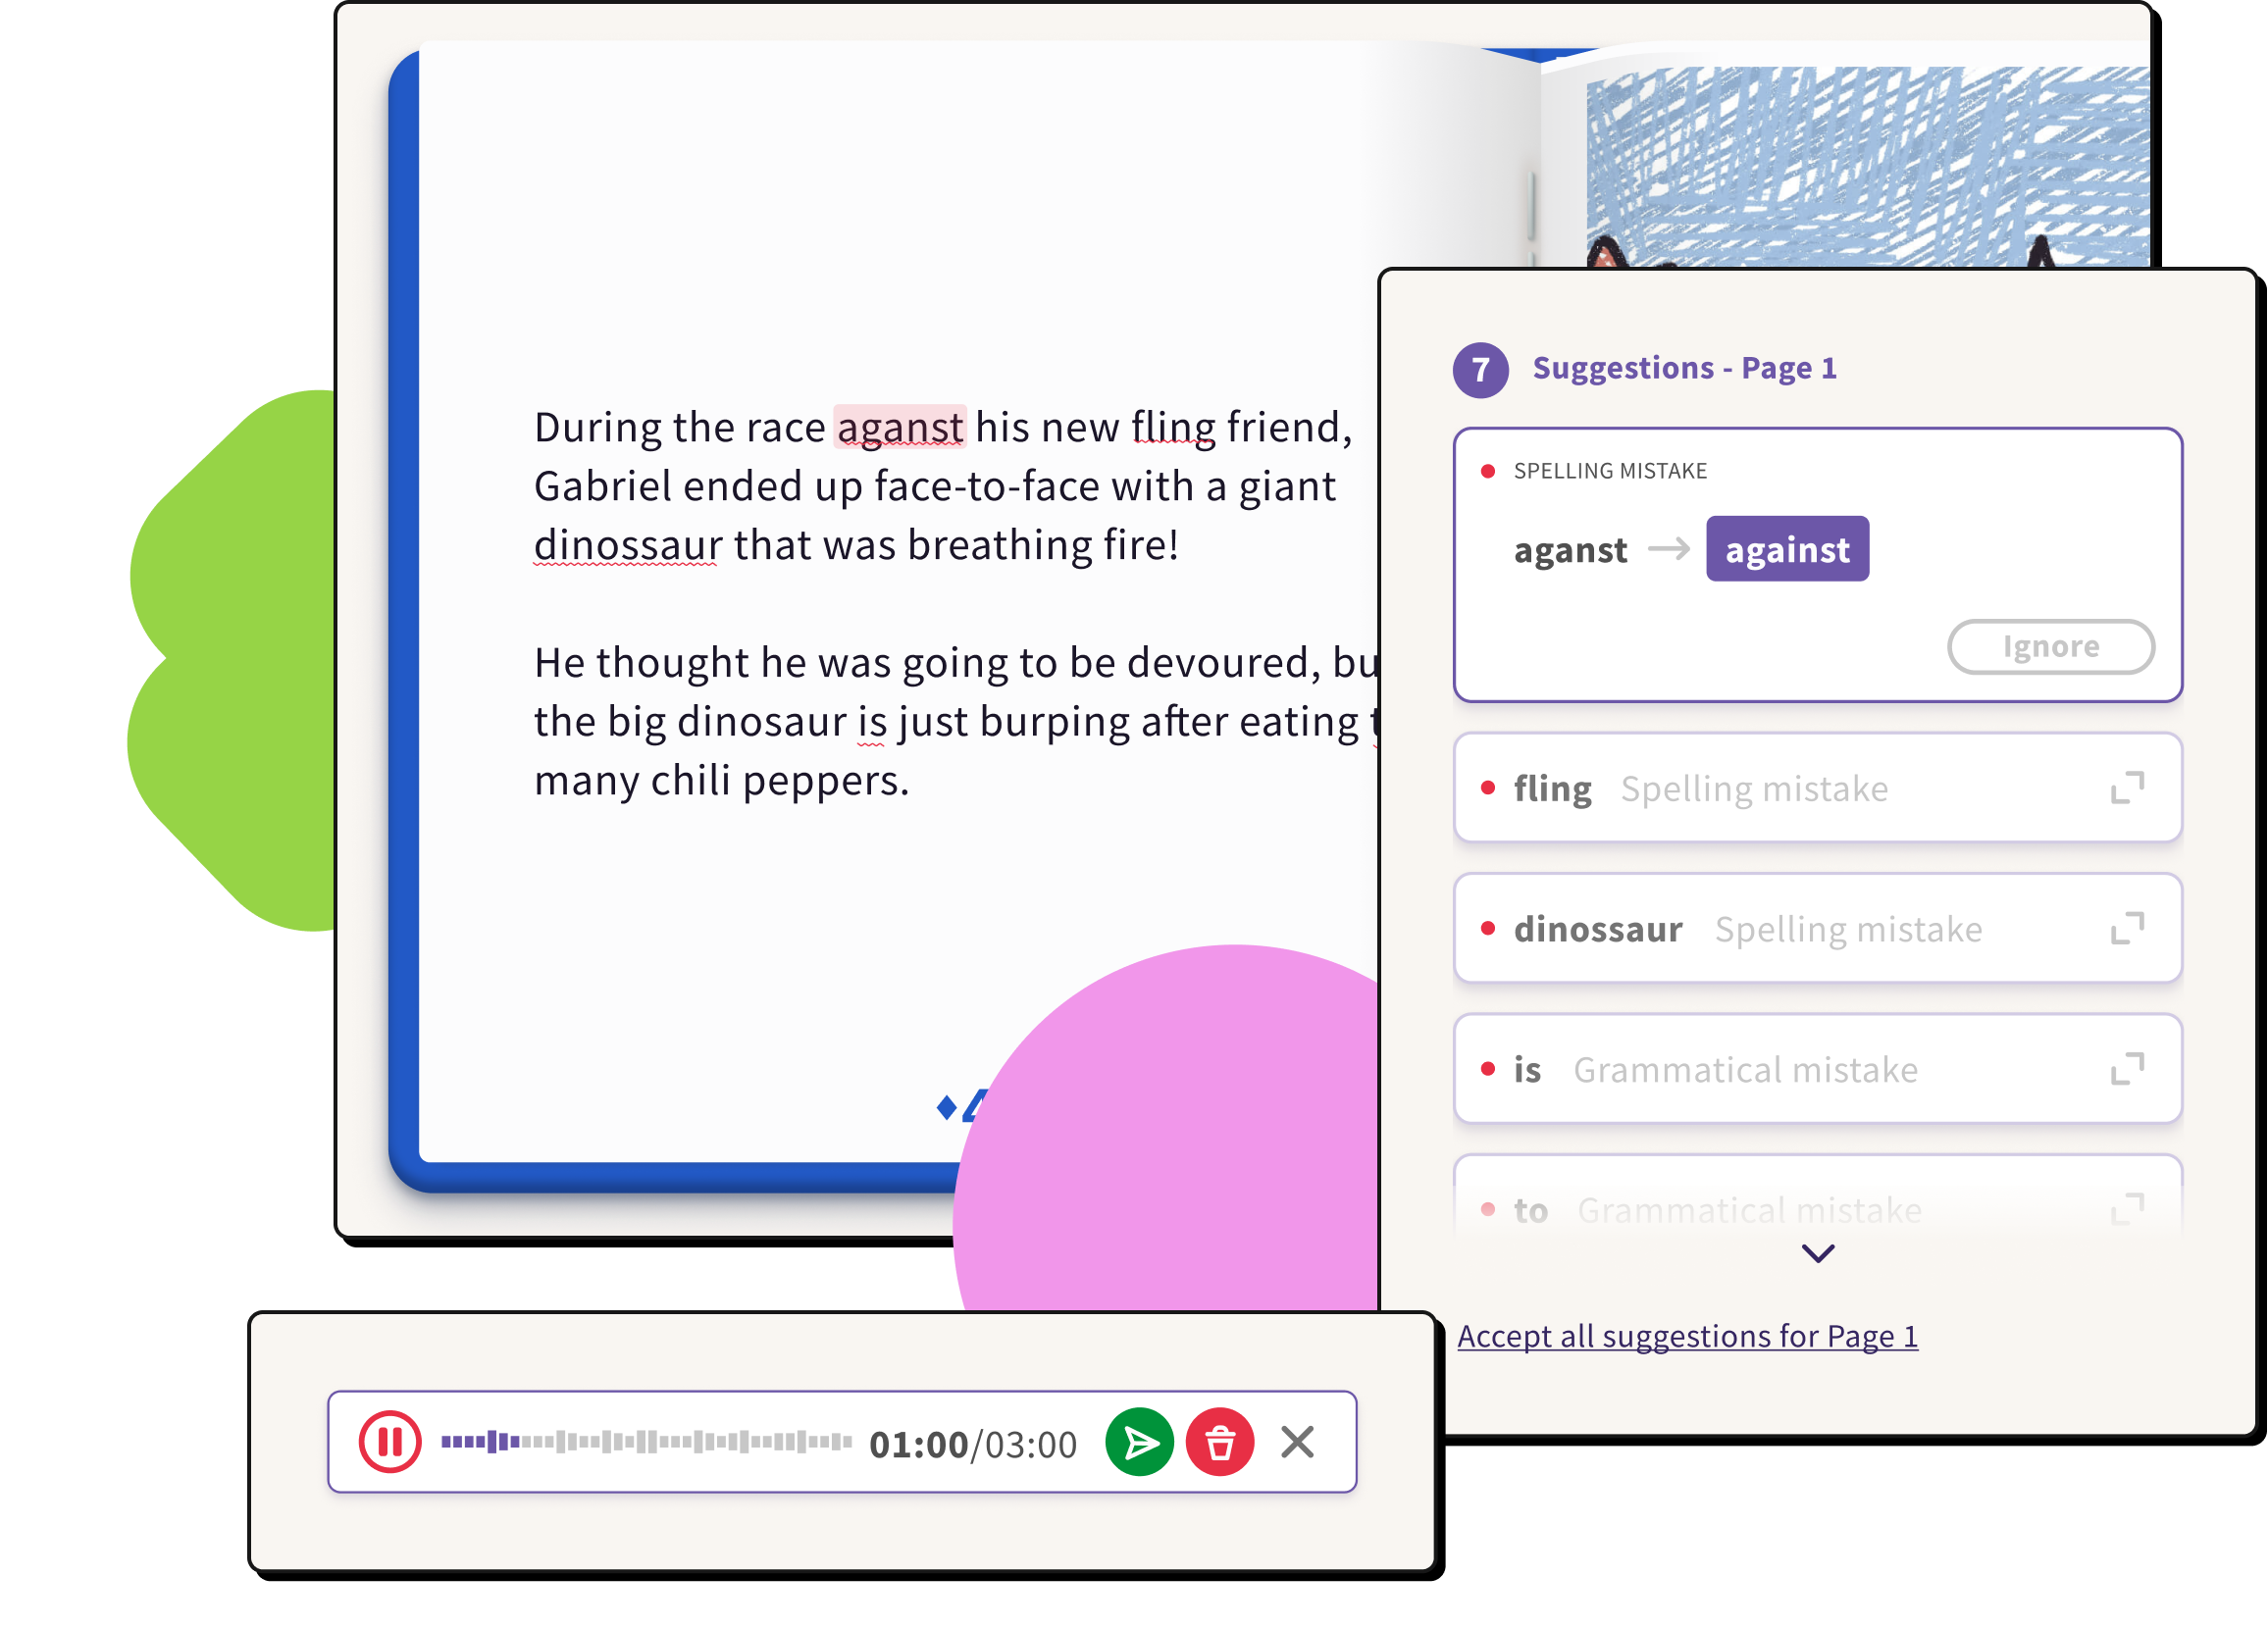 During the race aganst his new fling friend,
Gabriel ended up face-to-face with a giant
dinossaur that was breathing fire!
He thought he was going to be devoured,
the big dinosaur is just burping after eating
many chili peppers.
7 Suggestions - Page 1
SPELLING MISTAKE
aganst → against
Ignore
fling Spelling mistake
dinossaur Spelling mistake
is Grammatical mistake
to Grammatical mistake
Accept all suggestions for Page 1
01:00/03:00